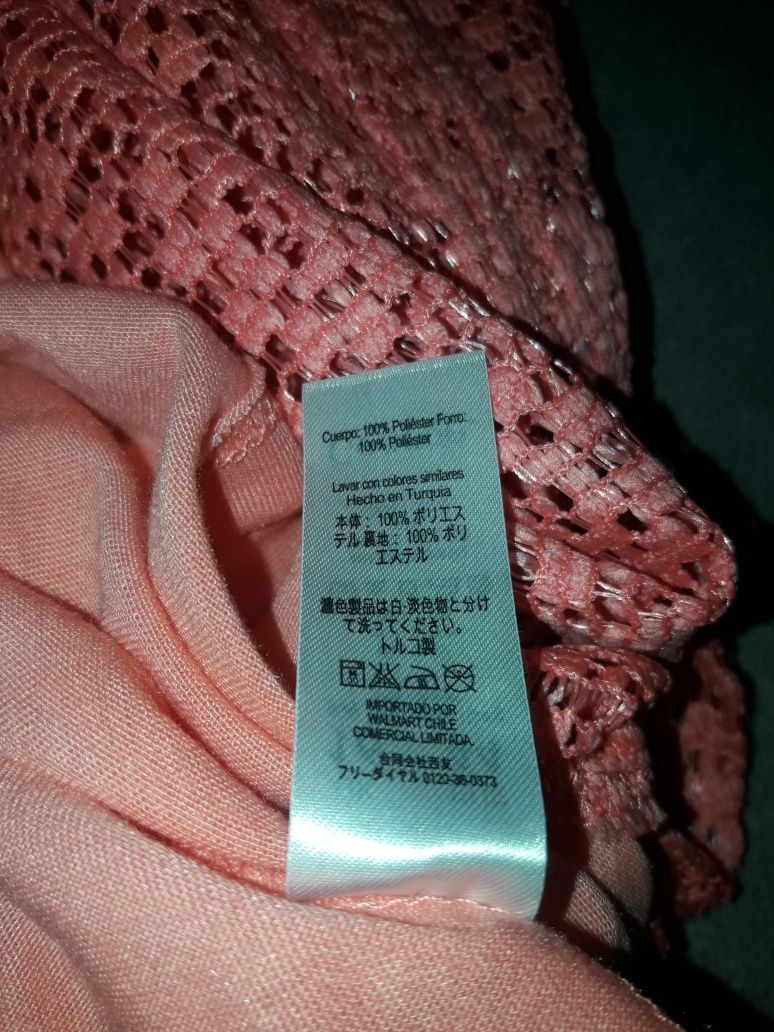 Cuerpo: 100% Poliéster Forro:
100% Poliéster
Lavar con colores similares
Hecho en Turquia
本体： 100% ポリエス
テル 裏地： 100% ポリ
エステル
濃色製品は白・淡色物と分け
て洗ってください。
トルコ製
IMPORTADO POR
WALMART CHILE
COMERCIAL LIMITADA.
合同会社西友
フリーダイヤル 0120-36-0373